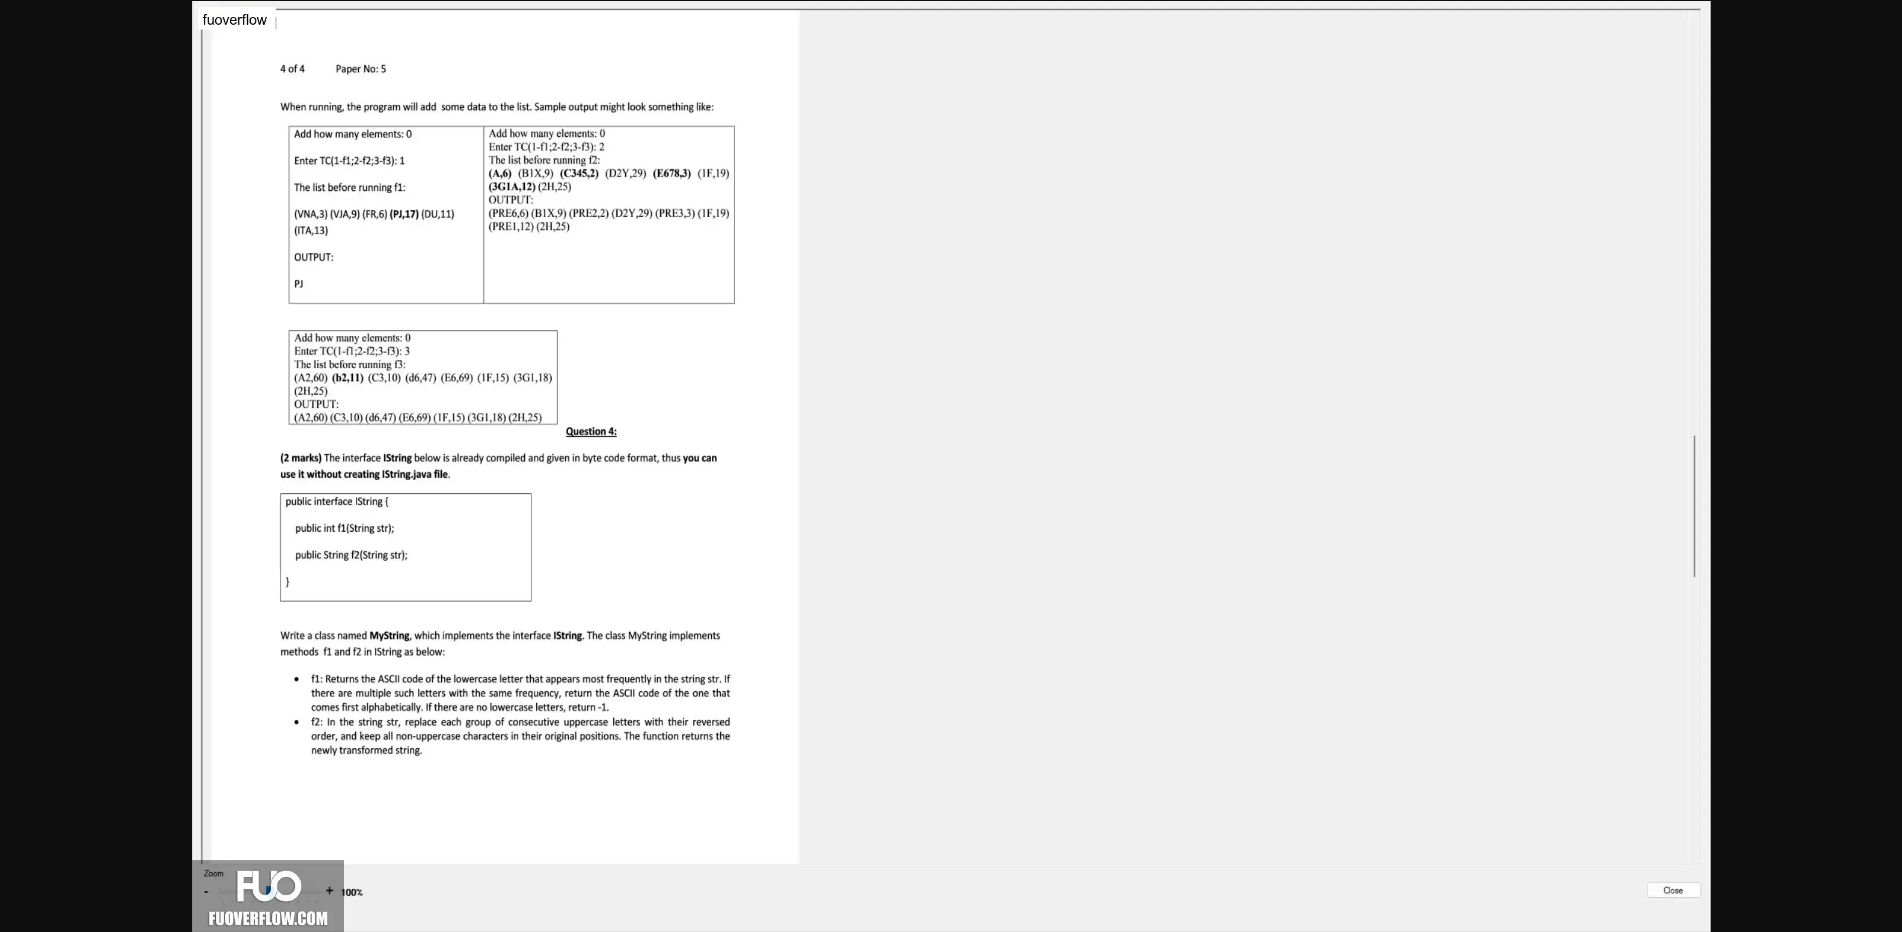 fuoverflow
4 of 4 Paper No: 5
When running, the program will add some data to the list. Sample output might look something like:
Add how many elements: 0
Enter TC(1-f1;2-f2;3-f3): 1
The list before running f1:
(VNA,3) (VJA,9) (FR,6) (PJ,17) (DU,11)
(ITA,13)
OUTPUT:
PJ
Add how many elements: 0
Enter TC(1-f1;2-f2;3-f3): 2
The list before running f2:
(A,6) (B1X,9) (C345,2) (D2Y,29) (E678,3) (1F,19)
(3G1A,12) (2H,25)
OUTPUT:
(PRE6,6) (B1X,9) (PRE2,2) (D2Y,29) (PRE3,3) (1F,19)
(PRE1,12) (2H,25)
Add how many elements: 0
Enter TC(1-f1;2-f2;3-f3): 3
The list before running f3:
(A2,60) (b2,11) (C3,10) (d6,47) (E6,69) (1F,15) (3G1,18)
(2H,25)
OUTPUT:
(A2,60) (C3,10) (d6,47) (E6,69) (1F,15) (3G1,18) (2H,25)
Question 4:
(2 marks) The interface IString below is already compiled and given in byte code format, thus you can
use it without creating IString.java file.
public interface IString {
public int f1(String str);
public String f2(String str);
}
Write a class named MyString, which implements the interface IString. The class MyString implements
methods f1 and f2 in IString as below:
• f1: Returns the ASCII code of the lowercase letter that appears most frequently in the string str. If
there are multiple such letters with the same frequency, return the ASCII code of the one that
comes first alphabetically. If there are no lowercase letters, return -1.
• f2: In the string str, replace each group of consecutive uppercase letters with their reversed
order, and keep all non-uppercase characters in their original positions. The function returns the
newly transformed string.
Zoom
- + 100%
Close
FUO
FUOVERFLOW.COM